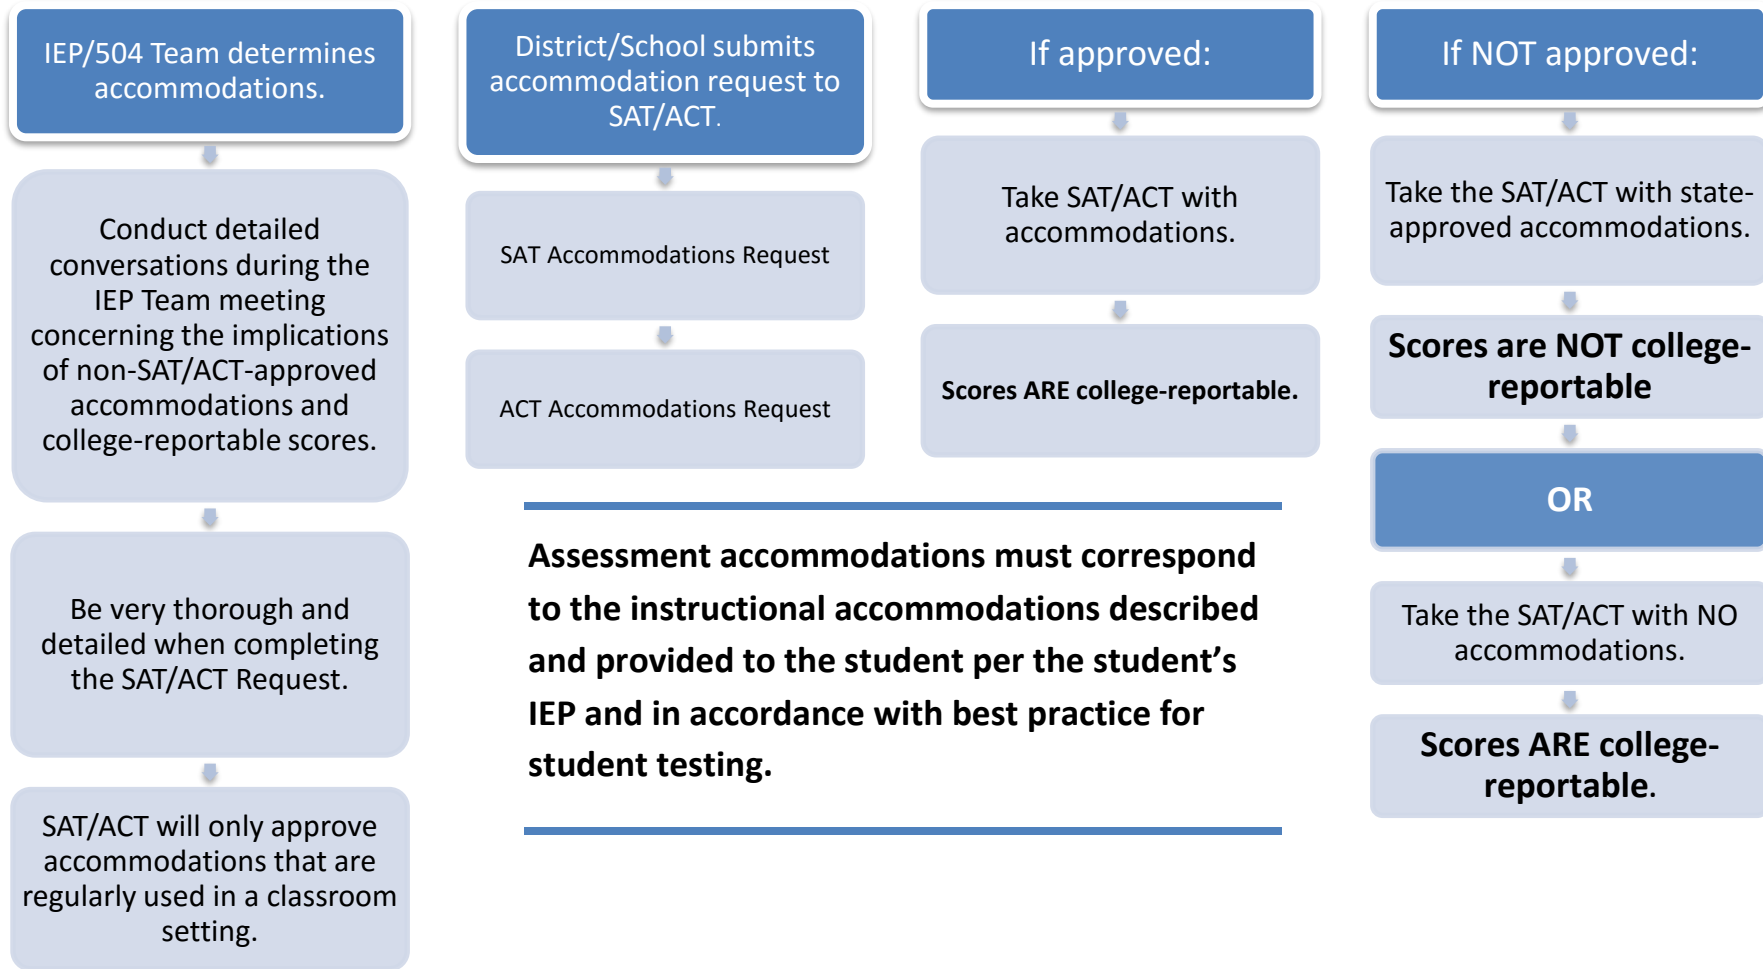 IEP/504 Team determines
accommodations.
Conduct detailed
conversations during the
IEP Team meeting
concerning the implications
of non-SAT/ACT-approved
accommodations and
college-reportable scores.
Be very thorough and
detailed when completing
the SAT/ACT Request.
SAT/ACT will only approve
accommodations that are
regularly used in a classroom
setting.
District/School submits
accommodation request to
SAT/ACT.
SAT Accommodations Request
ACT Accommodations Request
If approved:
Take SAT/ACT with
accommodations.
Scores ARE college-reportable.
If NOT approved:
Take the SAT/ACT with state-
approved accommodations.
Scores are NOT college-
reportable
OR
Take the SAT/ACT with NO
accommodations.
Scores ARE college-
reportable.
Assessment accommodations must correspond
to the instructional accommodations described
and provided to the student per the student’s
IEP and in accordance with best practice for
student testing.